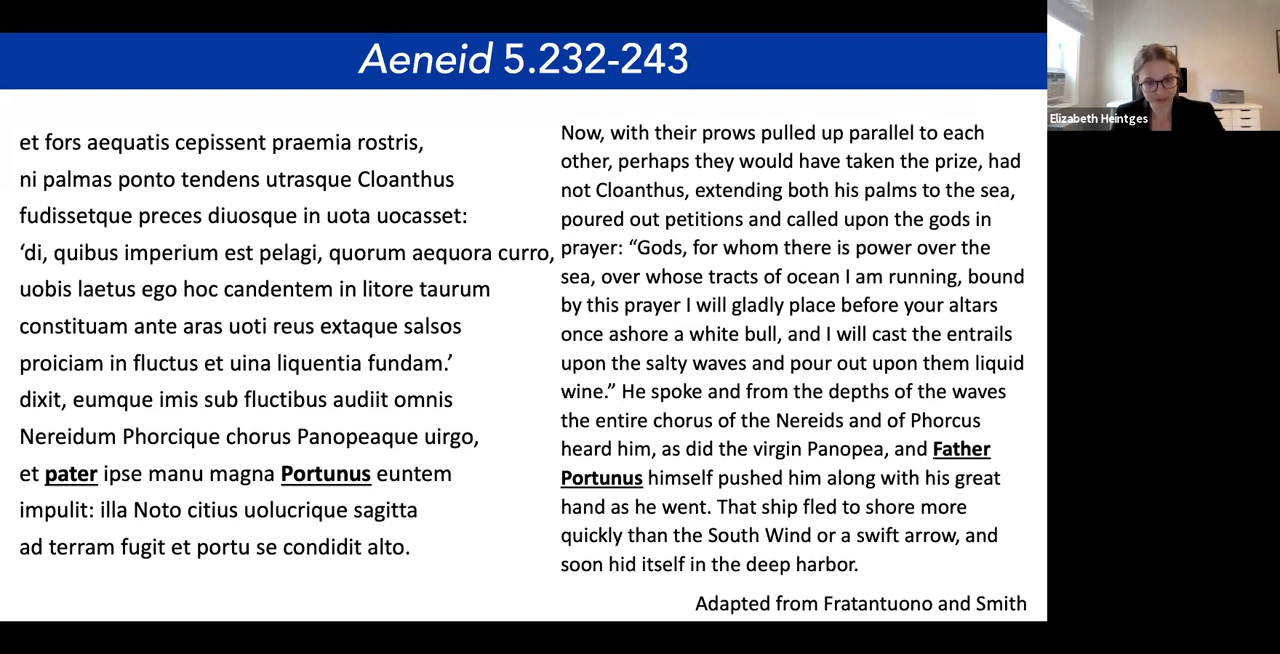 Aeneid 5.232-243
et fors aequatis cepissent praemia rostris,
ni palmas ponto tendens utrasque Cloanthus
fudissetque preces diuosque in uota uocasset:
‘di, quibus imperium est pelagi, quorum aequora curro,
uobis laetus ego hoc candentem in litore taurum
constituam ante aras uoti reus extaque salsos
proiciam in fluctus et uina liquentia fundam.’
dixit, eumque imis sub fluctibus audiit omnis
Nereidum Phorcique chorus Panopeaque uirgo,
et pater ipse manu magna Portunus euntem
impulit: illa Noto citius uolucrique sagitta
ad terram fugit et portu se condidit alto.
Now, with their prows pulled up parallel to each
other, perhaps they would have taken the prize, had
not Cloanthus, extending both his palms to the sea,
poured out petitions and called upon the gods in
prayer: “Gods, for whom there is power over the
sea, over whose tracts of ocean I am running, bound
by this prayer I will gladly place before your altars
once ashore a white bull, and I will cast the entrails
upon the salty waves and pour out upon them liquid
wine.” He spoke and from the depths of the waves
the entire chorus of the Nereids and of Phorcus
heard him, as did the virgin Panopea, and Father
Portunus himself pushed him along with his great
hand as he went. That ship fled to shore more
quickly than the South Wind or a swift arrow, and
soon hid itself in the deep harbor.
Adapted from Fratantuono and Smith
Elizabeth Heintges